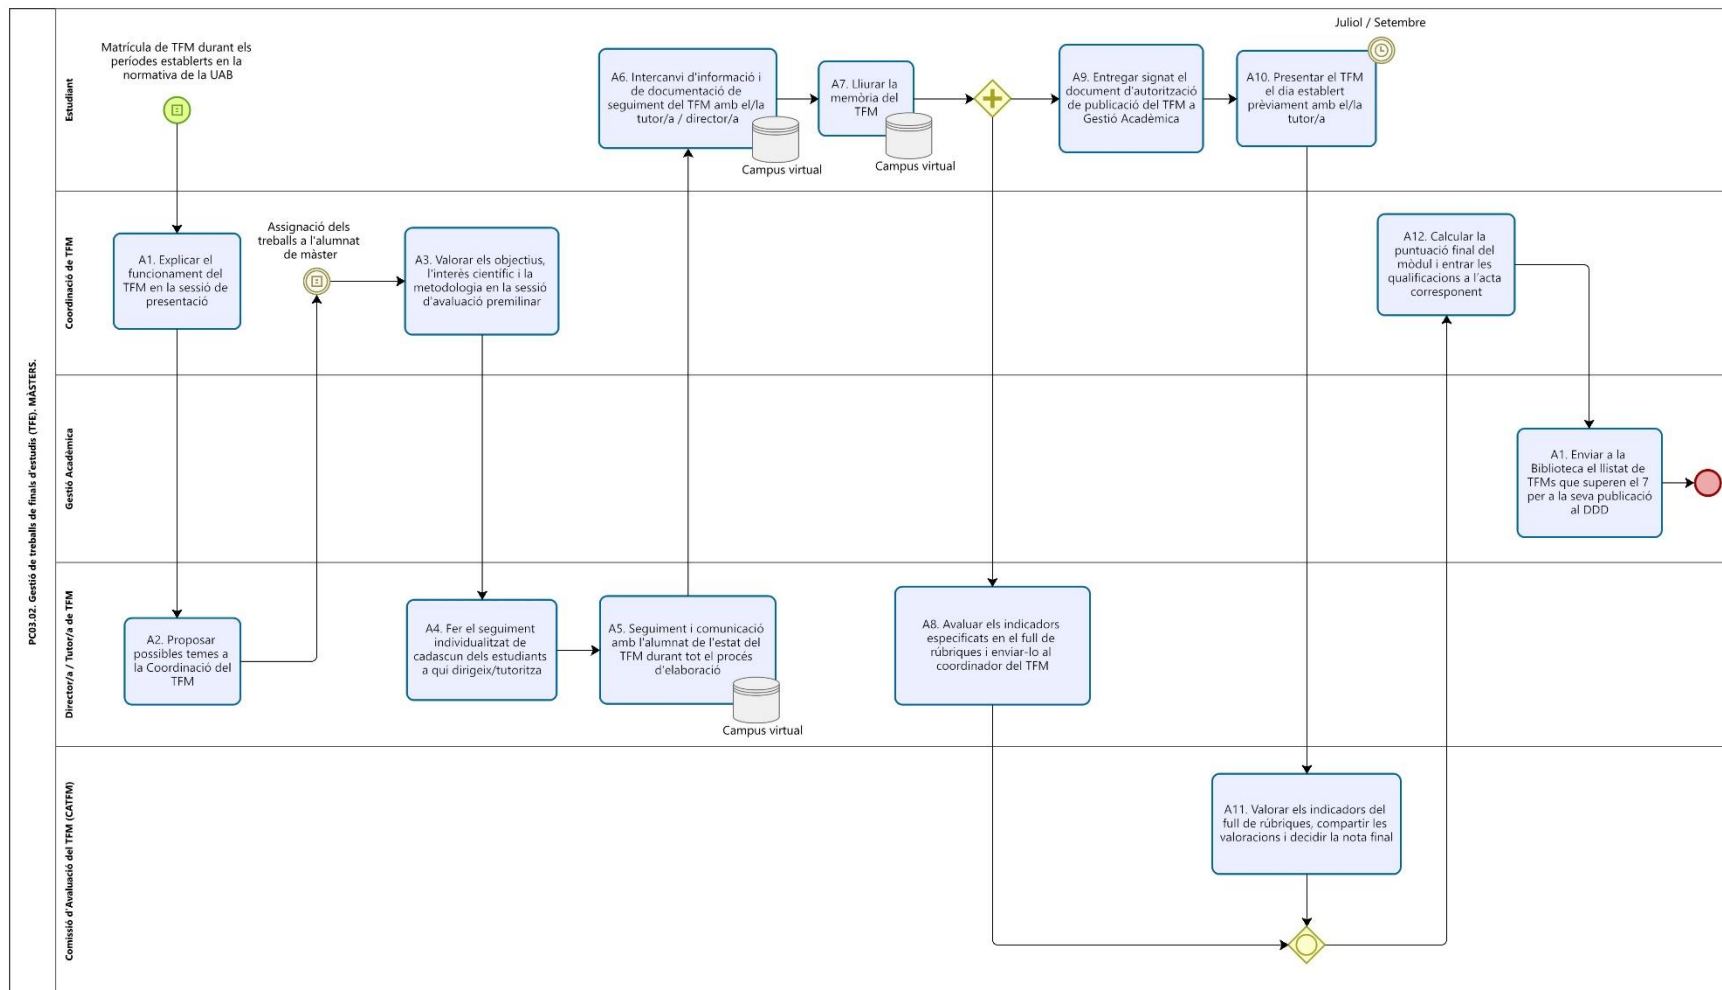 PC03.02. Gestió de treballs de finals d'estudis (TFE). MÀSTERS.
Estudiant
Matrícula de TFM durant els
períodes establerts en la
normativa de la UAB
A6. Intercanvi d'informació i
de documentació de
seguiment del TFM amb el/la
tutor/a / director/a
Campus virtual
A7. Lliurar la
memòria del
TFM
Campus virtual
A9. Entregar signat el
document d'autorització
de publicació del TFM a
Gestió Acadèmica
Juliol / Setembre
A10. Presentar el TFM
el dia establert
prèviament amb el/la
tutor/a
Coordinació de TFM
A1. Explicar el
funcionament del
TFM en la sessió de
presentació
Assignació dels
treballs a l'alumnat
de màster
A3. Valorar els objectius,
l'interès científic i la
metodologia en la sessió
d'avaluació premilinar
A12. Calcular la
puntuació final del
mòdul i entrar les
qualificacions a l'acta
corresponent
Gestió Acadèmica
A1. Enviar a la
Biblioteca el llistat de
TFMs que superen el 7
per a la seva publicació
al DDD
Director/a / Tutor/a de TFM
A2. Proposar
possibles temes a
la Coordinació del
TFM
A4. Fer el seguiment
individualitzat de
cadascun dels estudiants
a qui dirigeix/tutoritza
A5. Seguiment i comunicació
amb l'alumnat de l'estat del
TFM durant tot el procés
d'elaboració
Campus virtual
A8. Avaluar els indicadors
especificats en el full de
rúbriques i enviar-lo al
coordinador del TFM
Comissió d'Avaluació del TFM (CATFM)
A11. Valorar els indicadors del
full de rúbriques, compartir les
valoracions i decidir la nota final